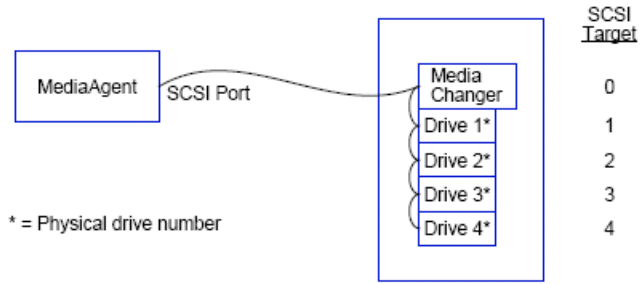 SCSI
Target
MediaAgent
SCSI Port
Media
Changer
0
Drive 1*
1
Drive 2*
2
Drive 3*
3
Drive 4*
4
* = Physical drive number